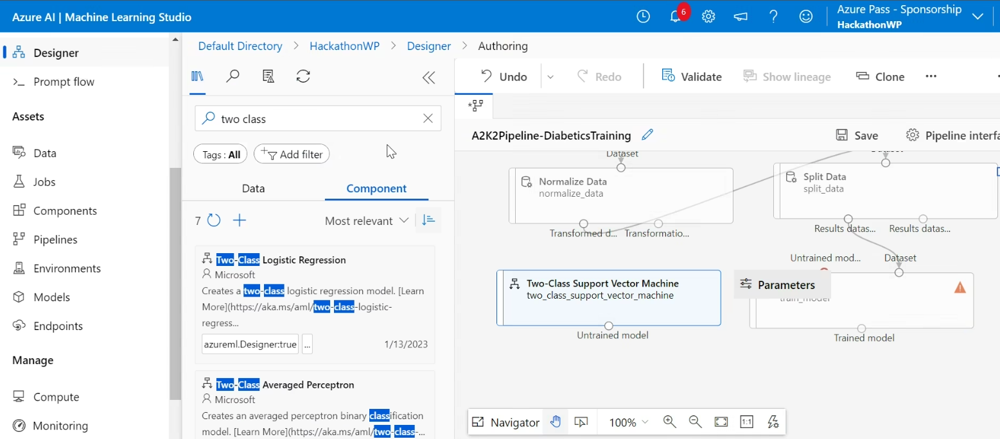 Azure AI | Machine Learning Studio
6
Azure Pass - Sponsorship
HackathonWP
Designer
Prompt flow
Assets
Data
Jobs
Components
Pipelines
Environments
Models
Endpoints
Manage
Compute
Monitoring
Default Directory > HackathonWP > Designer > Authoring
two class
Tags : All
Add filter
Data
Component
7
Most relevant
Two-Class Logistic Regression
Microsoft
Creates a two-class logistic regression model. [Learn
More](https://aka.ms/aml/two-class-logistic-
regress...
azureml.Designer:true
...
1/13/2023
Two-Class Averaged Perceptron
Microsoft
Creates an averaged perceptron binary classification
model. [Learn More](https://aka.ms/aml/two-class-...
Undo
Redo
Validate
Show lineage
Clone
A2K2Pipeline-DiabeticsTraining
Save
Pipeline interfa
Dataset
Normalize Data
normalize_data
Transformed d...
Transformatio...
Split Data
split_data
Results datas...
Results datas...
Untrained mod...
Dataset
Two-Class Support Vector Machine
two_class_support_vector_machine
Untrained model
Parameters
train_model
Trained model
Navigator
100%
1:1